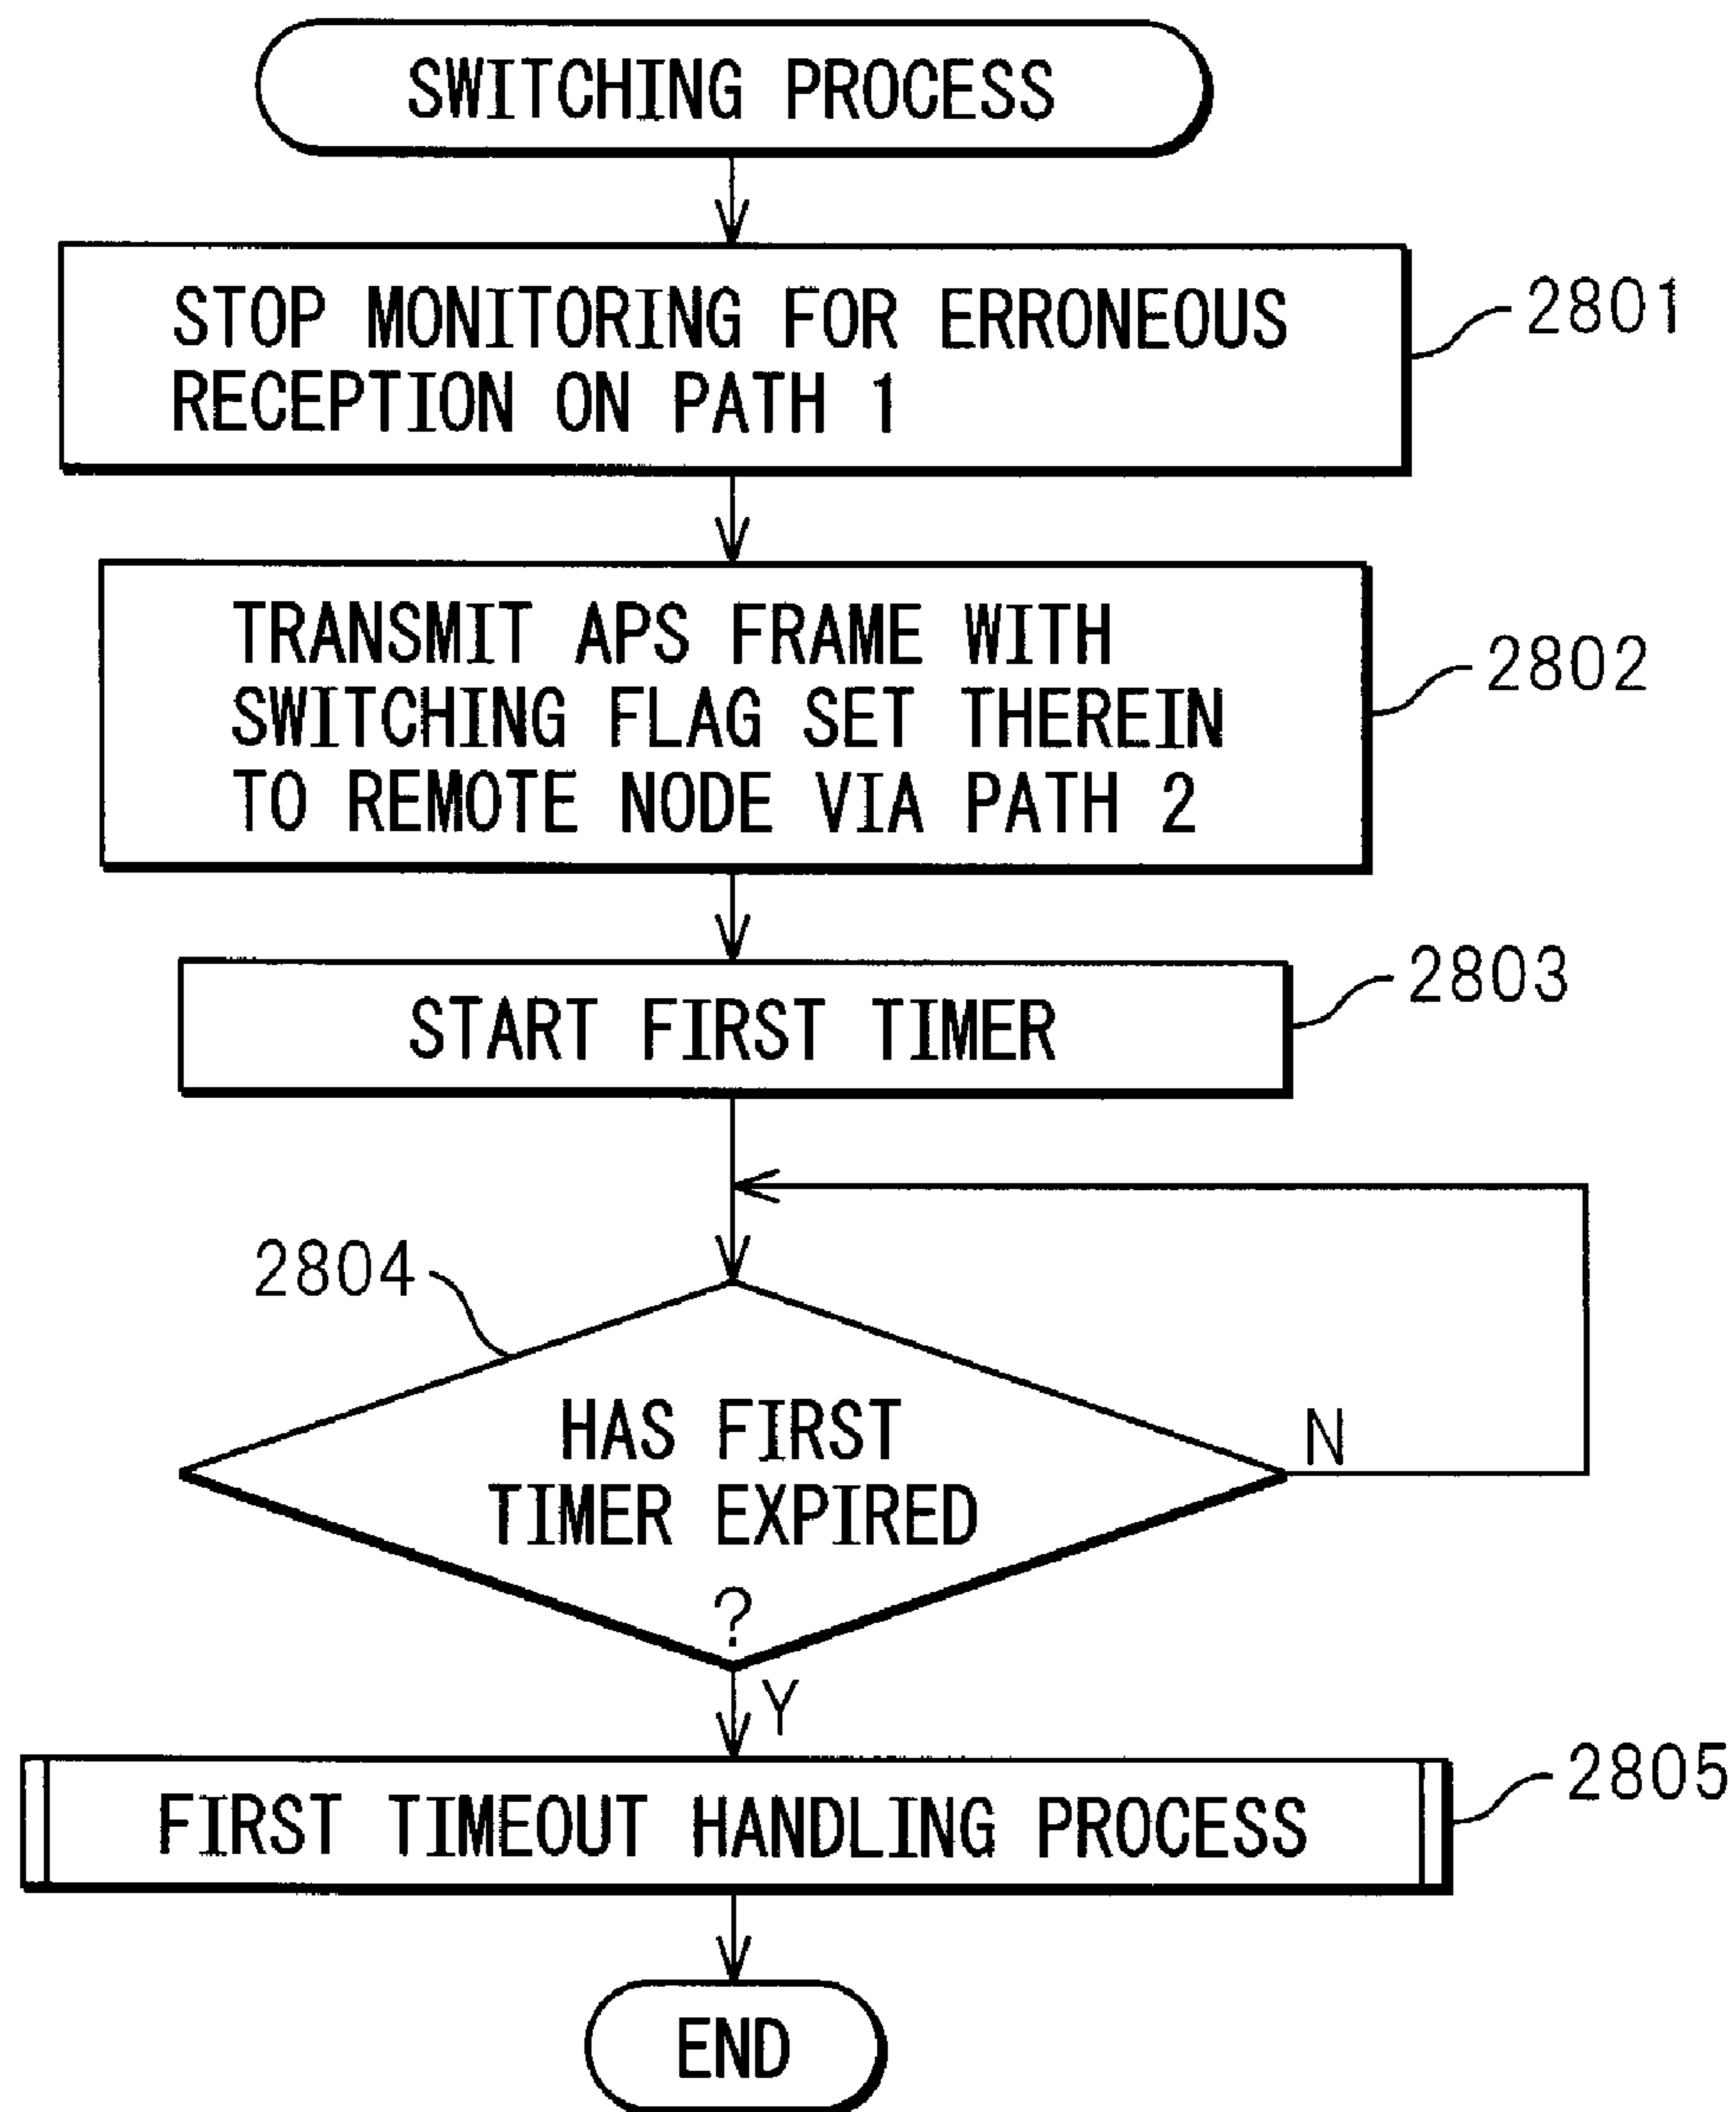 SWITCHING PROCESS
STOP MONITORING FOR ERRONEOUS
RECEPTION ON PATH 1
2801
TRANSMIT APS FRAME WITH
SWITCHING FLAG SET THEREIN
TO REMOTE NODE VIA PATH 2
2802
START FIRST TIMER
2803
2804
HAS FIRST
TIMER EXPIRED
?
N
Y
FIRST TIMEOUT HANDLING PROCESS
2805
END